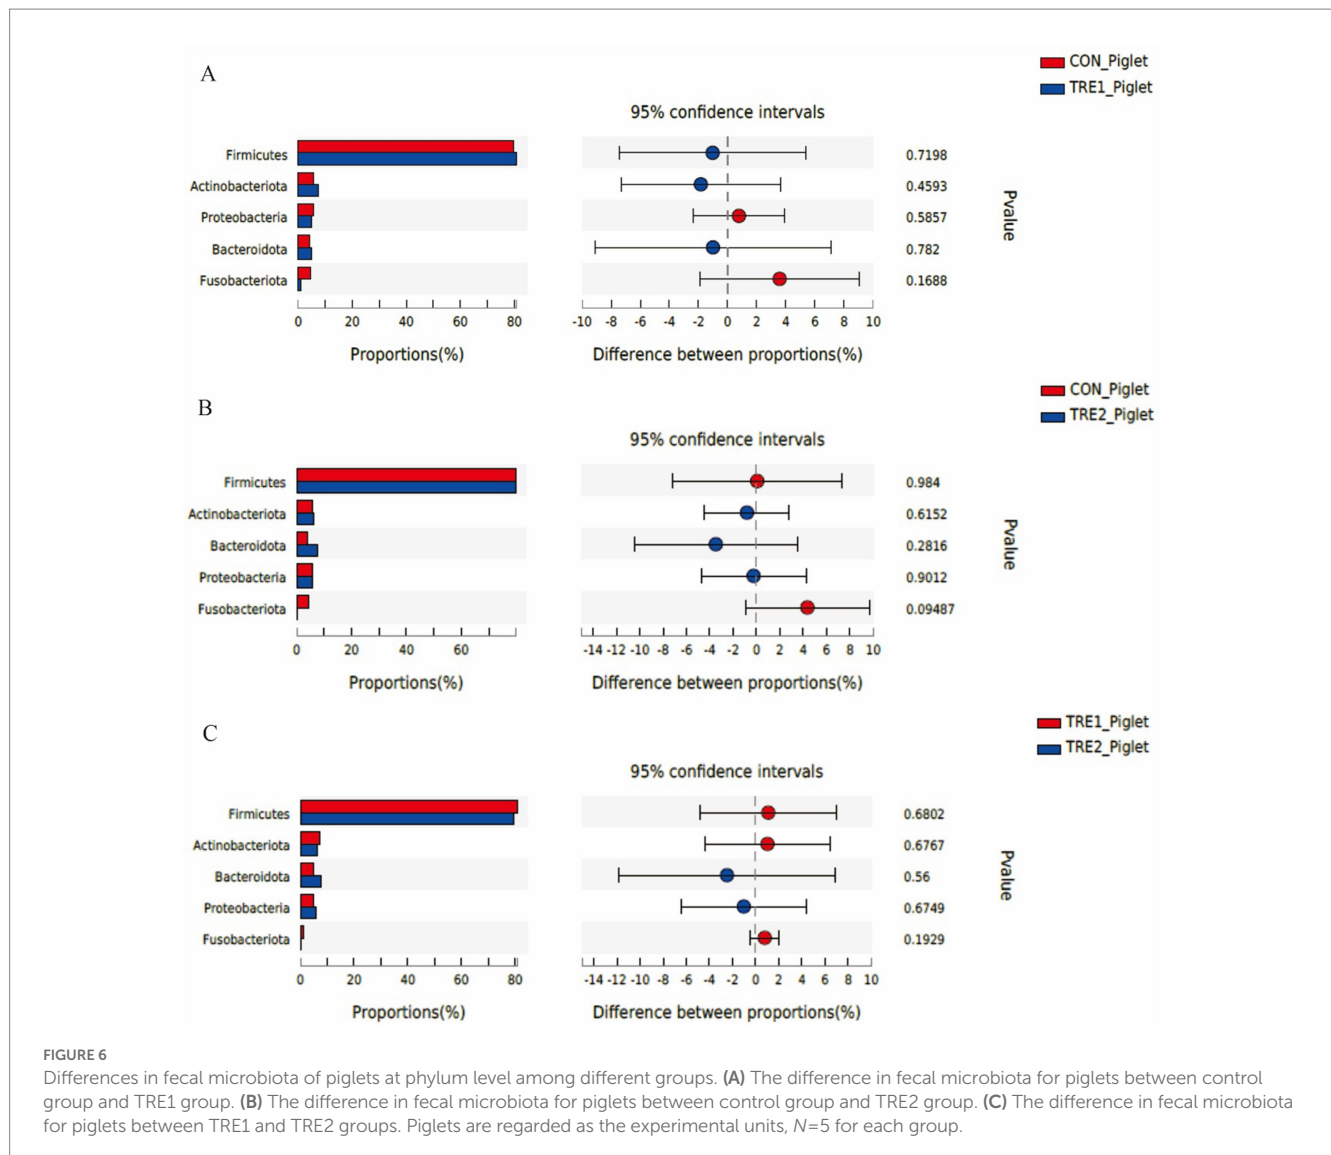 A
CON_Piglet
TRE1_Piglet
95% confidence intervals
Firmicutes
0.7198
Actinobacteriota
0.4593
Proteobacteria
0.5857
Bacteroidota
0.782
Fusobacteriota
0.1688
Pvalue
0 20 40 60 80
-10 -8 -6 -4 -2 0 2 4 6 8 10
Proportions(%)
Difference between proportions(%)
B
CON_Piglet
TRE2_Piglet
95% confidence intervals
Firmicutes
0.984
Actinobacteriota
0.6152
Bacteroidota
0.2816
Proteobacteria
0.9012
Fusobacteriota
0.09487
Pvalue
0 20 40 60
-14 -12 -10 -8 -6 -4 -2 0 2 4 6 8 10
Proportions(%)
Difference between proportions(%)
C
TRE1_Piglet
TRE2_Piglet
95% confidence intervals
Firmicutes
0.6802
Actinobacteriota
0.6767
Bacteroidota
0.56
Proteobacteria
0.6749
Fusobacteriota
0.1929
Pvalue
0 20 40 60 80
-14 -12 -10 -8 -6 -4 -2 0 2 4 6 8 10
Proportions(%)
Difference between proportions(%)
FIGURE 6
Differences in fecal microbiota of piglets at phylum level among different groups. (A) The difference in fecal microbiota for piglets between control
group and TRE1 group. (B) The difference in fecal microbiota for piglets between control group and TRE2 group. (C) The difference in fecal microbiota
for piglets between TRE1 and TRE2 groups. Piglets are regarded as the experimental units, N=5 for each group.